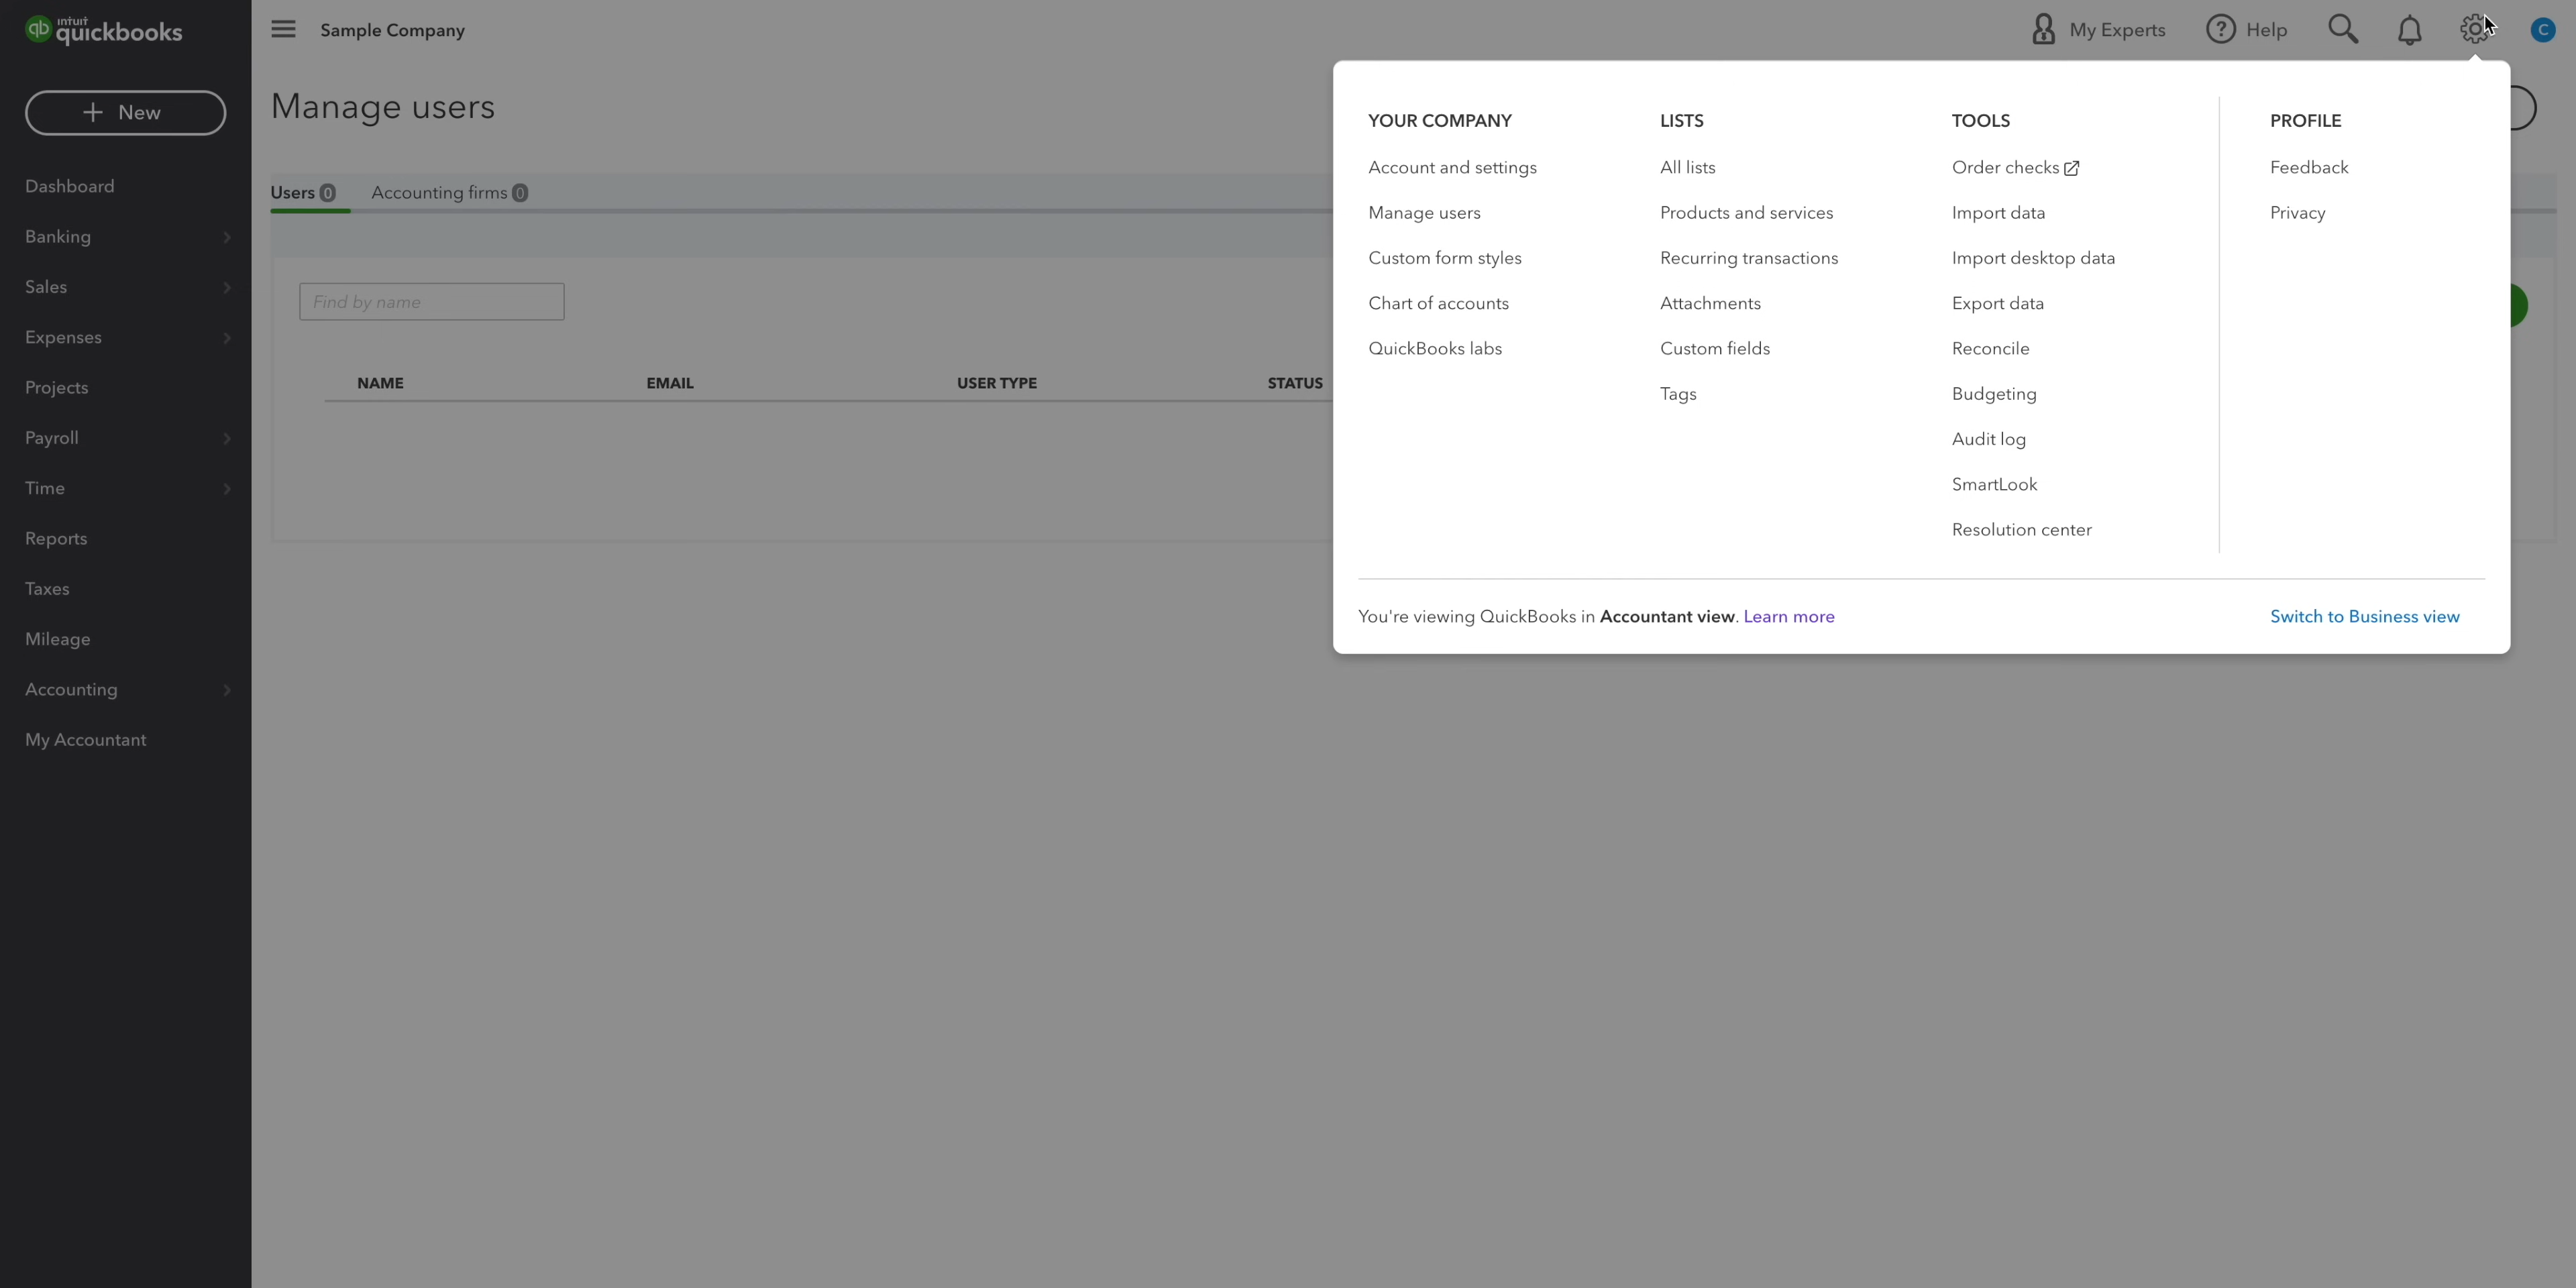 intuit
quickbooks
Sample Company
My Experts
Help
C
New
Dashboard
Banking
Sales
Expenses
Projects
Payroll
Time
Reports
Taxes
Mileage
Accounting
My Accountant
Manage users
Users 0
Accounting firms 0
Find by name
NAME
EMAIL
USER TYPE
STATUS
YOUR COMPANY
Account and settings
Manage users
Custom form styles
Chart of accounts
QuickBooks labs
LISTS
All lists
Products and services
Recurring transactions
Attachments
Custom fields
Tags
TOOLS
Order checks
Import data
Import desktop data
Export data
Reconcile
Budgeting
Audit log
SmartLook
Resolution center
PROFILE
Feedback
Privacy
You're viewing QuickBooks in Accountant view. Learn more
Switch to Business view